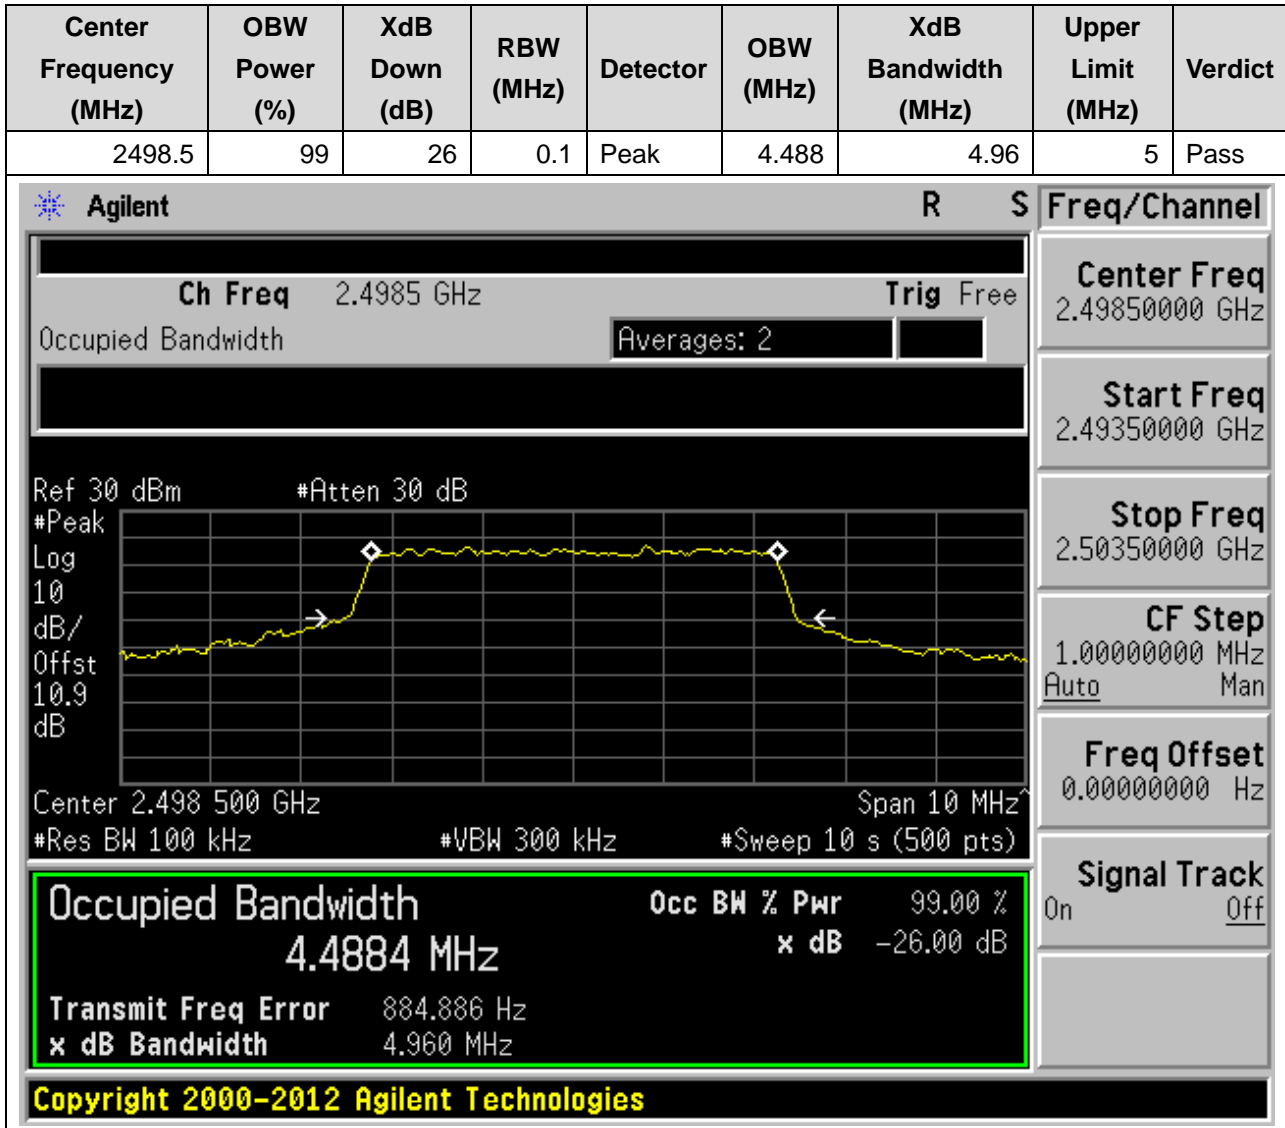 Center Frequency (MHz) OBW Power (%) XdB Down (dB) RBW (MHz) Detector OBW (MHz) XdB Bandwidth (MHz) Upper Limit (MHz) Verdict
2498.5 99 26 0.1 Peak 4.488 4.96 5 Pass
Agilent R S Freq/Channel
Ch Freq 2.4985 GHz Trig Free
Occupied Bandwidth Averages: 2
Center Freq
2.49850000 GHz
Start Freq
2.49350000 GHz
Stop Freq
2.50350000 GHz
CF Step
1.00000000 MHz
Auto Man
Freq Offset
0.00000000 Hz
Signal Track
On Off
Ref 30 dBm #Atten 30 dB
#Peak
Log
10
dB/
Offst
10.9
dB
Center 2.498 500 GHz Span 10 MHz^
#Res BW 100 kHz #VBW 300 kHz #Sweep 10 s (500 pts)
Occupied Bandwidth Occ BW % Pwr 99.00 %
4.4884 MHz x dB -26.00 dB
Transmit Freq Error 884.886 Hz
x dB Bandwidth 4.960 MHz
Copyright 2000-2012 Agilent Technologies